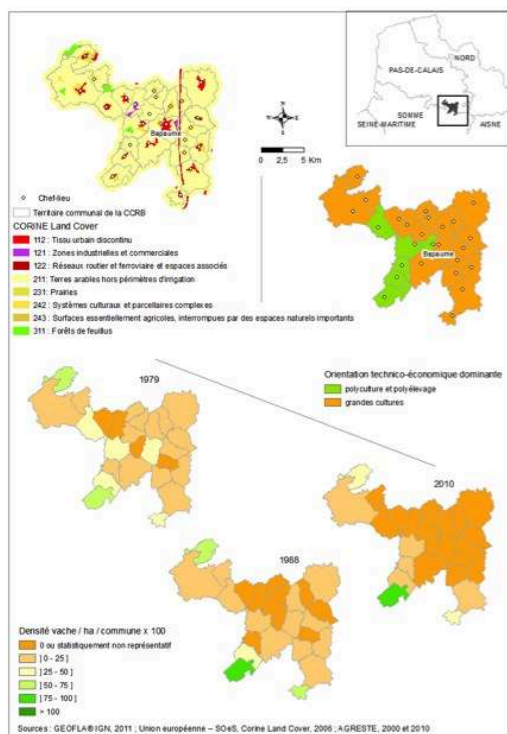 NORD
PAS-DE-CALAIS
SOMME
SEINE-MARITIME
AISNE
Bapaume
N
0 2,5 5 Km
Chef-lieu
Territoire communal de la CCRB
CORINE Land Cover
112 : Tissu urbain discontinu
121 : Zones industrielles et commerciales
122 : Réseaux routier et ferroviaire et espaces associés
211: Terres arables hors périmètres d'irrigation
231: Prairies
242 : Systèmes culturaux et parcellaires complexes
243 : Surfaces essentiellement agricoles, interrompues par des espaces naturels importants
311 : Forêts de feuillus
Bapaume
Orientation technico-économique dominante
polyculture et polyélevage
grandes cultures
1979
2010
1988
Densité vache / ha / commune x 100
0 ou statistiquement non représentatif
] 0 - 25 ]
] 25 - 50 ]
] 50 - 75 ]
] 75 - 100 ]
> 100
Sources : GEOFLA®IGN, 2011 ; Union européenne – SOeS, Corine Land Cover, 2006 ; AGRESTE, 2000 et 2010